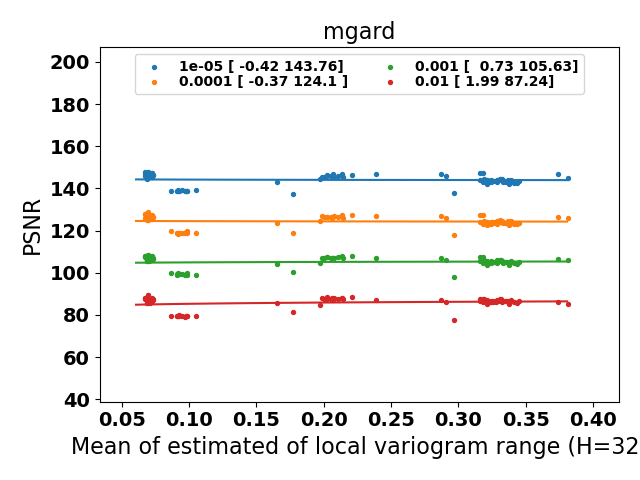 mgard
1e-05 [ -0.42 143.76]
0.0001 [ -0.37 124.1 ]
0.001 [  0.73 105.63]
0.01 [ 1.99 87.24]
PSNR
200
180
160
140
120
100
80
60
40
0.05 0.10 0.15 0.20 0.25 0.30 0.35 0.40
Mean of estimated of local variogram range (H=32